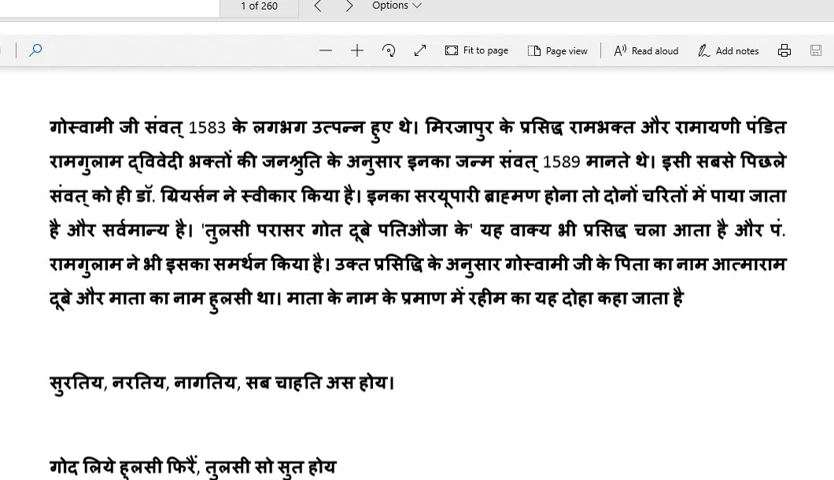 1 of 260 Options
Fit to page Page view Read aloud Add notes
गोस्वामी जी संवत् 1583 के लगभग उत्पन्न हुए थे। मिरजापुर के प्रसिद्ध रामभक्त और रामायणी पंडित
रामगुलाम द्विवेदी भक्तों की जनश्रुति के अनुसार इनका जन्म संवत् 1589 मानते थे। इसी सबसे पिछले
संवत् को ही डॉ. ग्रियर्सन ने स्वीकार किया है। इनका सरयूपारी ब्राह्मण होना तो दोनों चरितों में पाया जाता
है और सर्वमान्य है। 'तुलसी परासर गोत दूबे पतिऔजा के' यह वाक्य भी प्रसिद्ध चला आता है और पं.
रामगुलाम ने भी इसका समर्थन किया है। उक्त प्रसिद्धि के अनुसार गोस्वामी जी के पिता का नाम आत्माराम
दूबे और माता का नाम हुलसी था। माता के नाम के प्रमाण में रहीम का यह दोहा कहा जाता है
सुरतिय, नरतिय, नागतिय, सब चाहति अस होय।
गोद लिये हुलसी फिरैं, तुलसी सो सुत होय